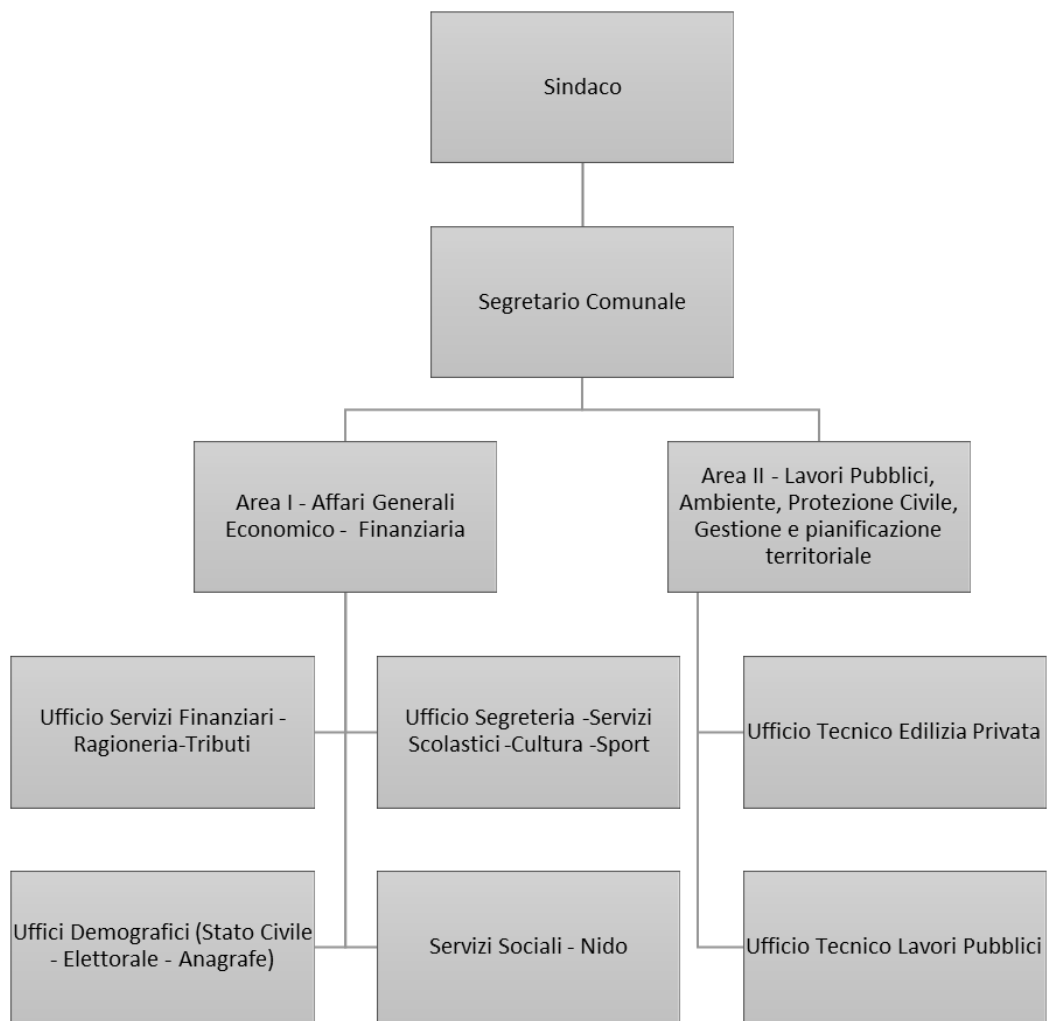 Sindaco
Segretario Comunale
Area I - Affari Generali
Economico - Finanziaria
Area II - Lavori Pubblici,
Ambiente, Protezione Civile,
Gestione e pianificazione
territoriale
Ufficio Servizi Finanziari -
Ragioneria-Tributi
Ufficio Segreteria -Servizi
Scolastici -Cultura -Sport
Ufficio Tecnico Edilizia Privata
Uffici Demografici (Stato Civile
- Elettorale - Anagrafe)
Servizi Sociali - Nido
Ufficio Tecnico Lavori Pubblici